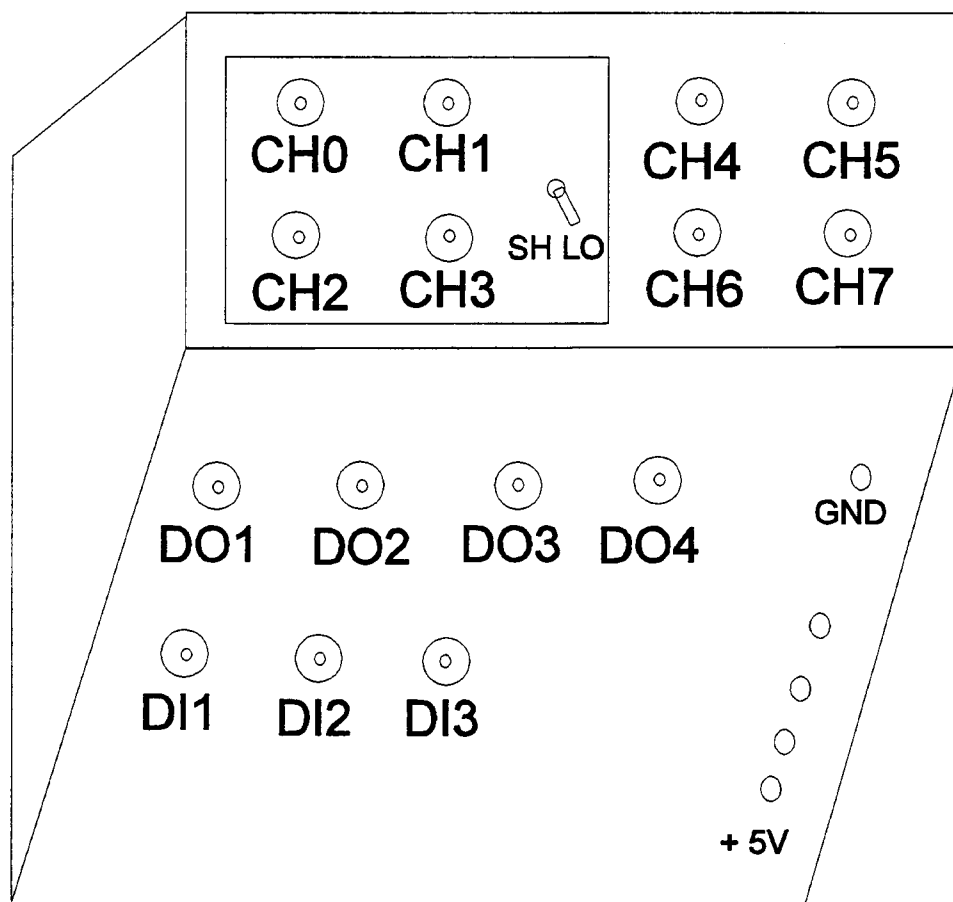 CH0 CH1 CH4 CH5
SH LO
CH2 CH3 CH6 CH7
DO1 DO2 DO3 DO4 GND
DI1 DI2 DI3
+ 5V